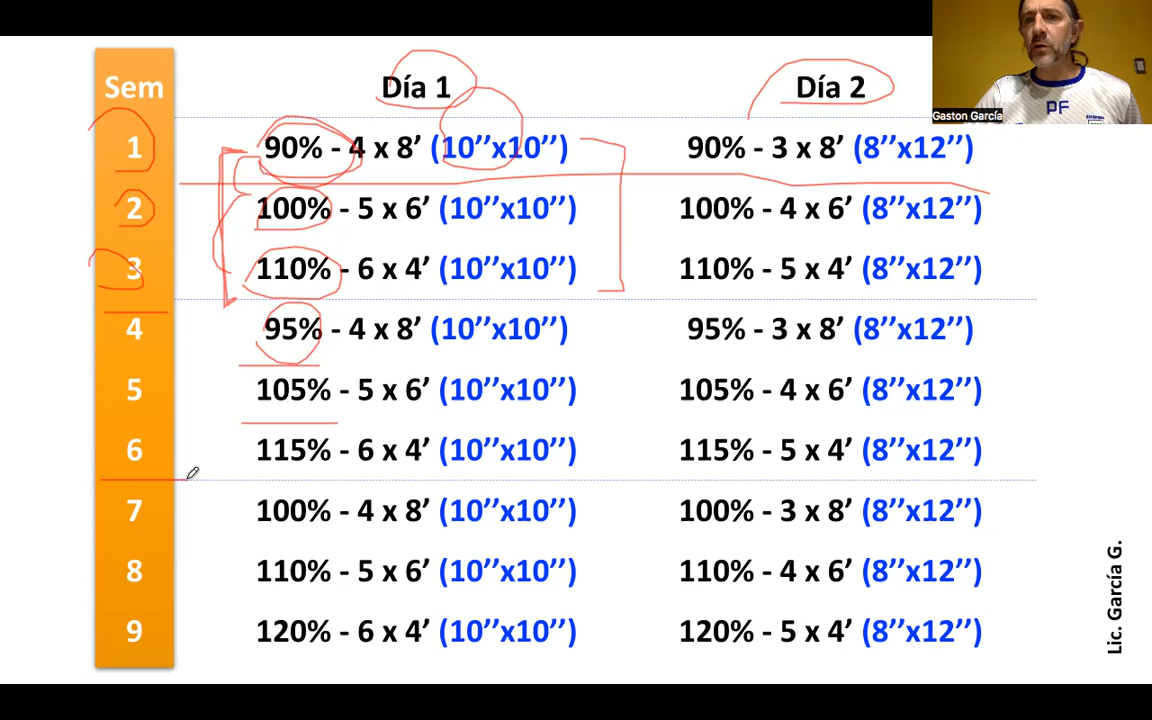 Sem Día 1 Día 2
1 90% - 4 x 8’ (10’’x10’’) 90% - 3 x 8’ (8’’x12’’)
2 100% - 5 x 6’ (10’’x10’’) 100% - 4 x 6’ (8’’x12’’)
3 110% - 6 x 4’ (10’’x10’’) 110% - 5 x 4’ (8’’x12’’)
4 95% - 4 x 8’ (10’’x10’’) 95% - 3 x 8’ (8’’x12’’)
5 105% - 5 x 6’ (10’’x10’’) 105% - 4 x 6’ (8’’x12’’)
6 115% - 6 x 4’ (10’’x10’’) 115% - 5 x 4’ (8’’x12’’)
7 100% - 4 x 8’ (10’’x10’’) 100% - 3 x 8’ (8’’x12’’)
8 110% - 5 x 6’ (10’’x10’’) 110% - 4 x 6’ (8’’x12’’)
9 120% - 6 x 4’ (10’’x10’’) 120% - 5 x 4’ (8’’x12’’)
PF
Gaston García
Lic. García G.